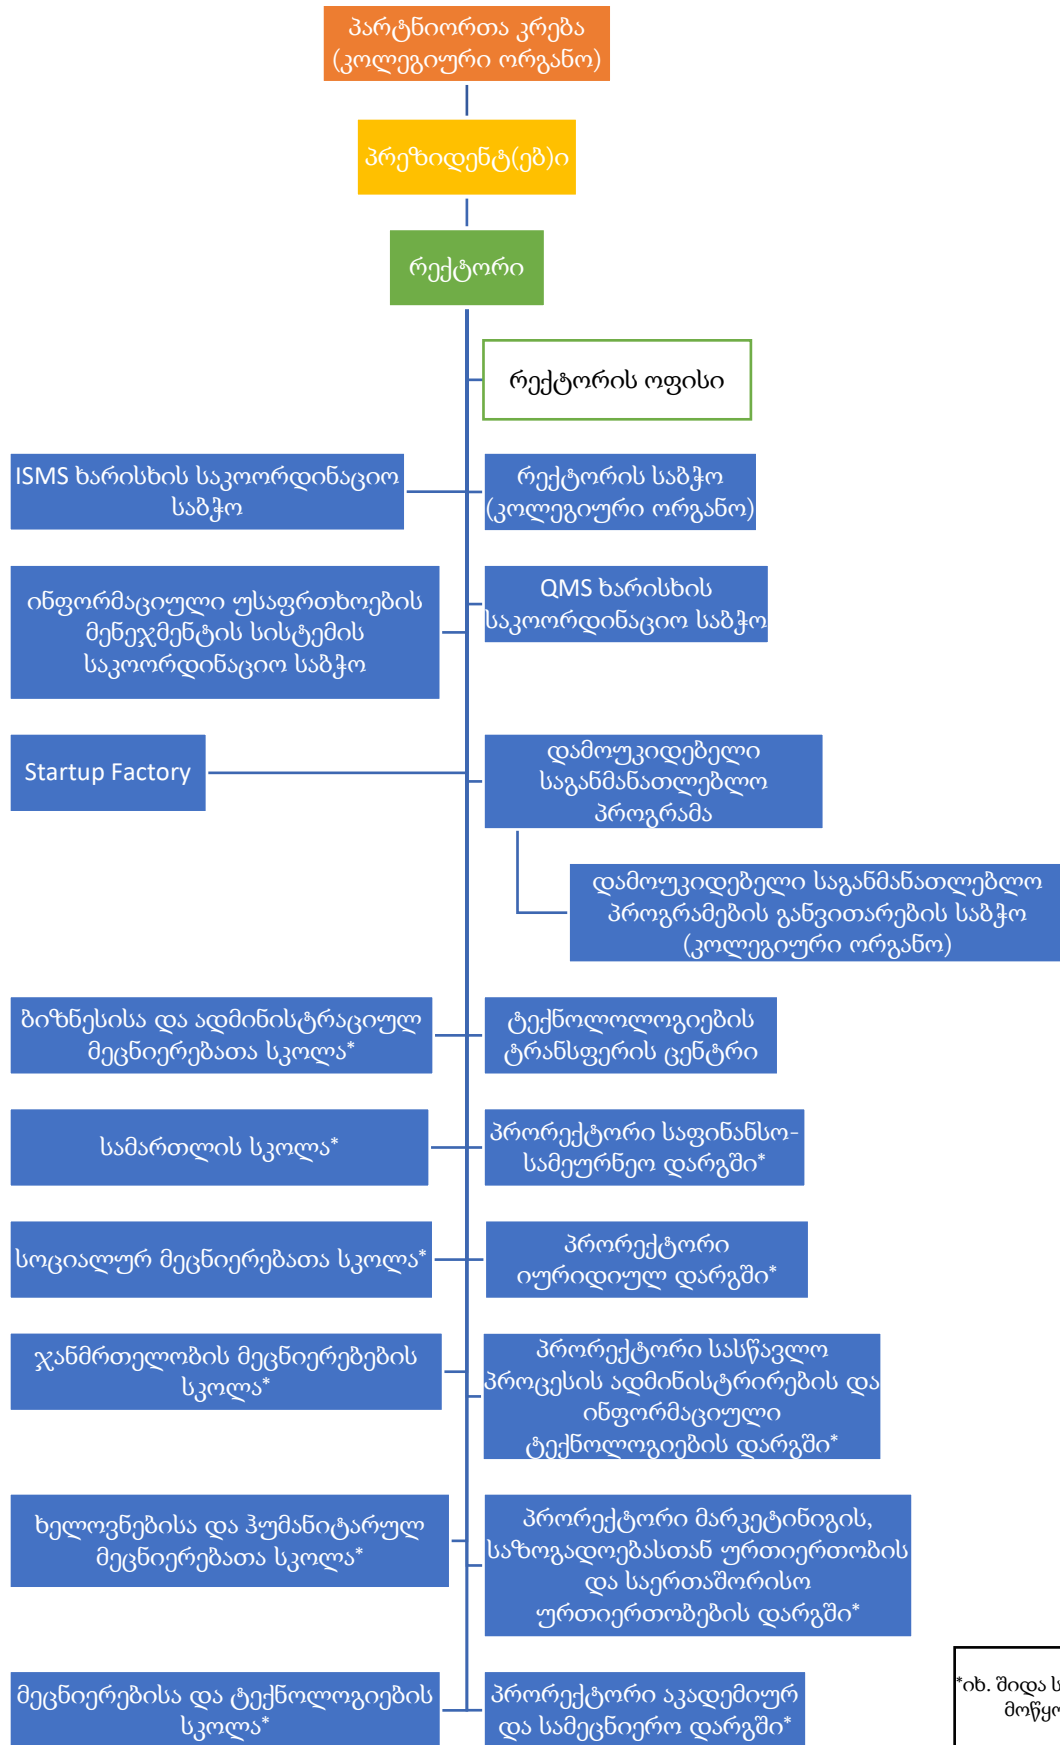 პარტნიორთა კრება
(კოლეგიური ორგანო)
პრეზიდენტ(ებ)ი
რექტორი
რექტორის ოფისი
ISMS ხარისხის საკოორდინაციო
საბჭო
რექტორის საბჭო
(კოლეგიური ორგანო)
ინფორმაციული უსაფრთხოების
მენეჯმენტის სისტემის
საკოორდინაციო საბჭო
QMS ხარისხის
საკოორდინაციო საბჭო
Startup Factory
დამოუკიდებელი
საგანმანათლებლო
პროგრამა
დამოუკიდებელი საგანმანათლებლო
პროგრამების განვითარების საბჭო
(კოლეგიური ორგანო)
ბიზნესისა და ადმინისტრაციულ
მეცნიერებათა სკოლა*
ტექნოლოლოგიების
ტრანსფერის ცენტრი
სამართლის სკოლა*
პრორექტორი საფინანსო-
სამეურნეო დარგში*
სოციალურ მეცნიერებათა სკოლა*
პრორექტორი
იურიდიულ დარგში*
ჯანმრთელობის მეცნიერებების
სკოლა*
პრორექტორი სასწავლო
პროცესის ადმინისტრირების და
ინფორმაციული
ტექნოლოგიების დარგში*
ხელოვნებისა და ჰუმანიტარულ
მეცნიერებათა სკოლა*
პრორექტორი მარკეტინიგის,
საზოგადოებასთან ურთიერთობის
და საერთაშორისო
ურთიერთობების დარგში*
მეცნიერებისა და ტექნოლოგიების
სკოლა*
პრორექტორი აკადემიურ
და სამეცნიერო დარგში*
*იხ. შიდა